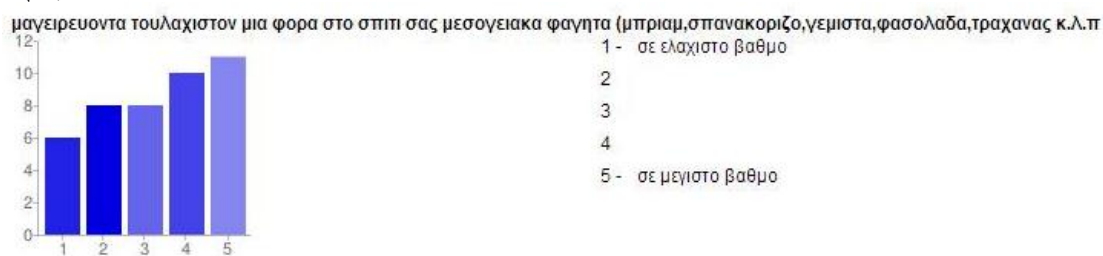 μαγειρευοντα τουλαχιστον μια φορα στο σπιτι σας μεσογειακα φαγητα (μπριαμ,σπανακοριζο,γεμιστα,φασολαδα,τραχανας κ.λ.π
12
10
8
6
4
2
0
1 2 3 4 5
1 - σε ελαχιστο βαθμο
2
3
4
5 - σε μεγιστο βαθμο